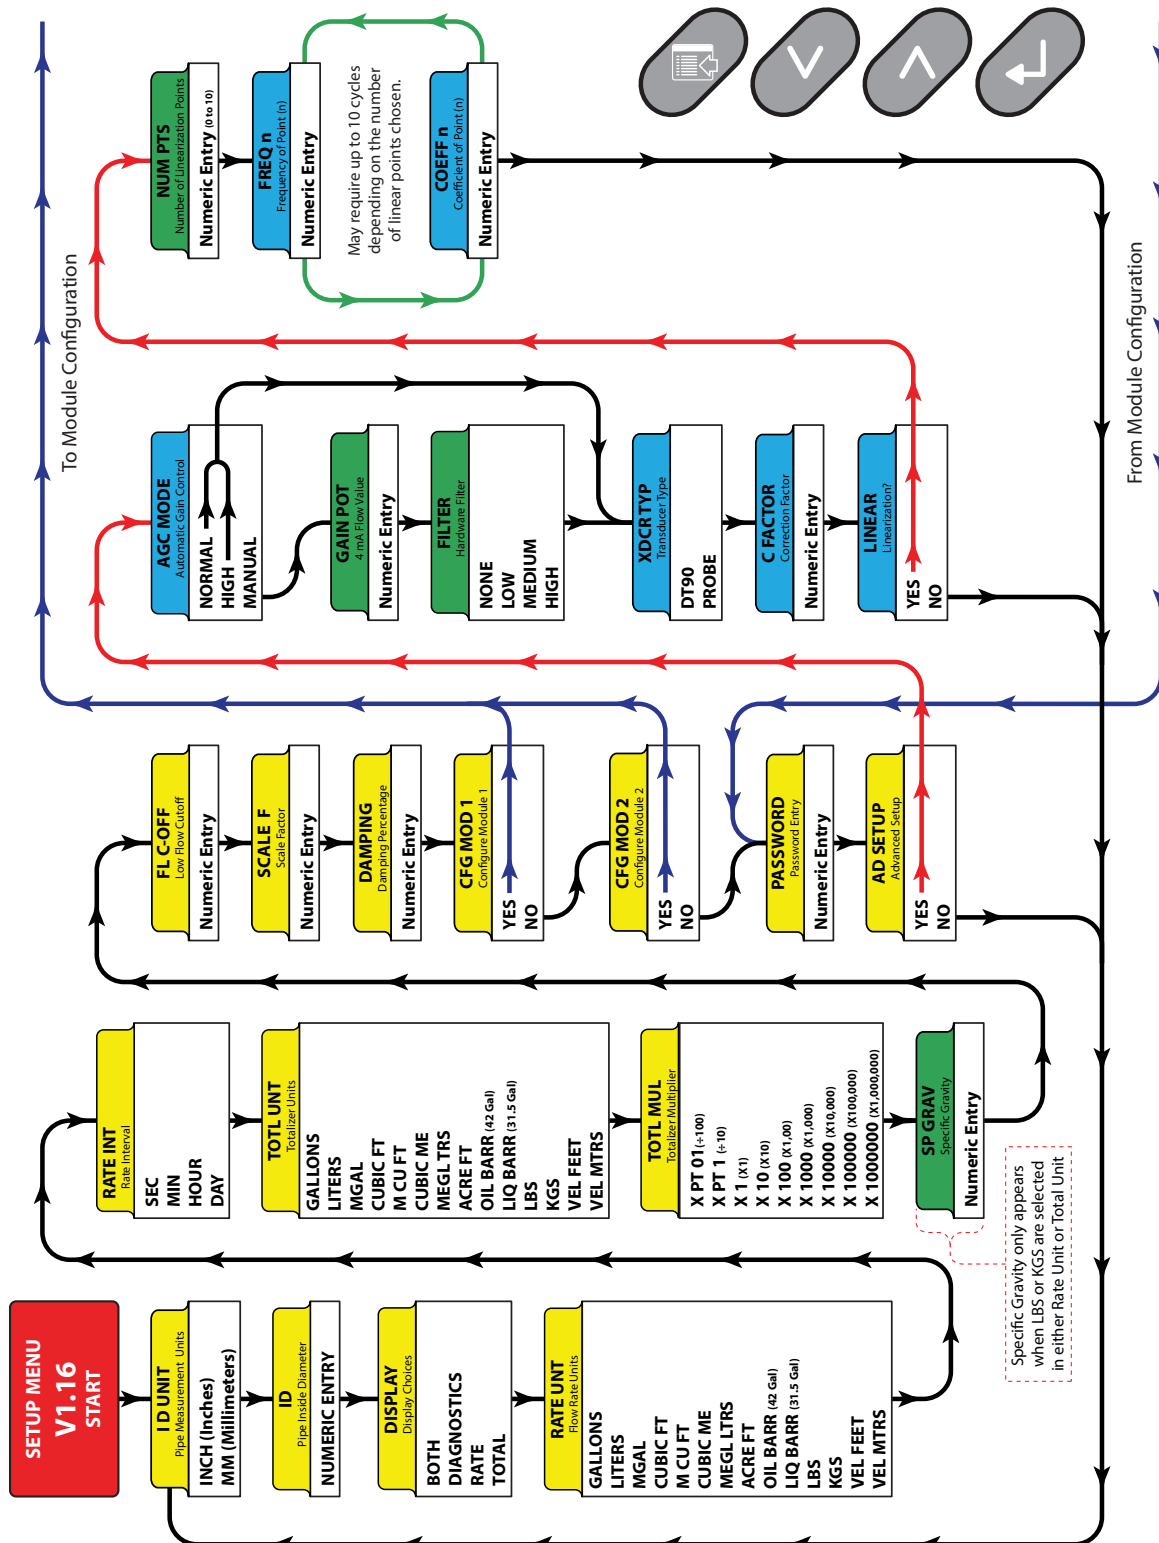 SETUP MENU
V1.16
START
I D UNIT
Pipe Measurement Units
INCH (Inches)
MM (Millimeters)
ID
Pipe Inside Diameter
NUMERIC ENTRY
DISPLAY
Display Choices
BOTH
DIAGNOSTICS
RATE
TOTAL
RATE UNT
Flow Rate Units
GALLONS
LITERS
MGAL
CUBIC FT
M CU FT
CUBIC ME
MEGL LTRS
ACRE FT
OIL BARR (42 Gal)
LIQ BARR (31.5 Gal)
LBS
KGS
VEL FEET
VEL MTRS
RATE INT
Rate Interval
SEC
MIN
HOUR
DAY
TOTL UNT
Totalizer Units
GALLONS
LITERS
MGAL
CUBIC FT
M CU FT
CUBIC ME
MEGL TRS
ACRE FT
OIL BARR (42 Gal)
LIQ BARR (31.5 Gal)
LBS
KGS
VEL FEET
VEL MTRS
TOTL MUL
Totalizer Multiplier
X PT 01(÷100)
X PT 1 (÷10)
X 1 (X1)
X 10 (X10)
X 100 (X1,00)
X 1000 (X1,000)
X 10000 (X10,000)
X 100000 (X100,000)
X 1000000 (X1,000,000)
SP GRAV
Specific Gravity
Numeric Entry
Specific Gravity only appears
when LBS or KGS are selected
in either Rate Unit or Total Unit
FL C-OFF
Low Flow Cutoff
Numeric Entry
SCALE F
Scale Factor
Numeric Entry
DAMPING
Damping Percentage
Numeric Entry
CFG MOD 1
Configure Module 1
YES
NO
CFG MOD 2
Configure Module 2
YES
NO
PASSWORD
Password Entry
Numeric Entry
AD SETUP
Advanced Setup
YES
NO
To Module Configuration
AGC MODE
Automatic Gain Control
NORMAL
HIGH
MANUAL
GAIN POT
4 mA Flow Value
Numeric Entry
FILTER
Hardware Filter
NONE
LOW
MEDIUM
HIGH
XDCR TYP
Transducer Type
DT90
PROBE
C FACTOR
Correction Factor
Numeric Entry
LINEAR
Linearization?
YES
NO
From Module Configuration
NUM PTS
Number of Linearization Points
Numeric Entry (0 to 10)
FREQ n
Frequency of Point (n)
Numeric Entry
May require up to 10 cycles
depending on the number
of linear points chosen.
COEFF n
Coefficient of Point (n)
Numeric Entry